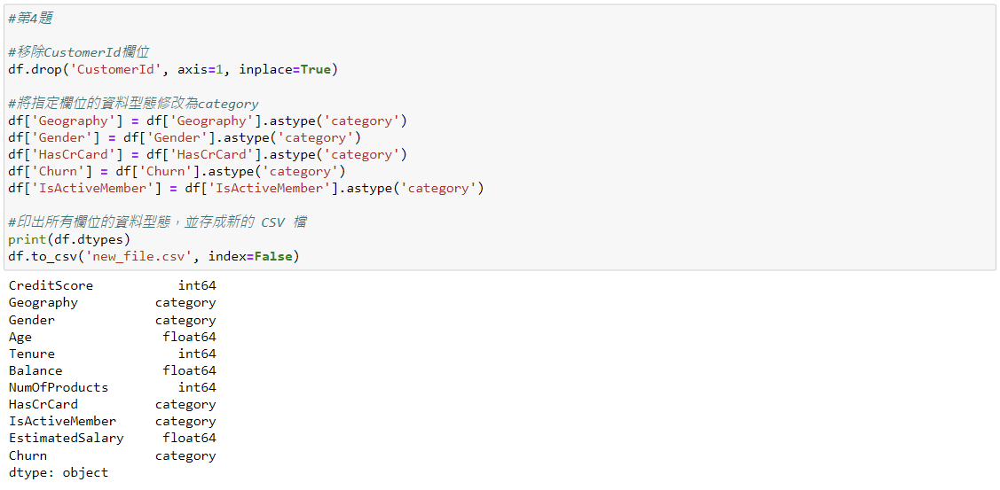 #第4題
#移除CustomerId欄位
df.drop('CustomerId', axis=1, inplace=True)
#將指定欄位的資料型態修改為category
df['Geography'] = df['Geography'].astype('category')
df['Gender'] = df['Gender'].astype('category')
df['HasCrCard'] = df['HasCrCard'].astype('category')
df['Churn'] = df['Churn'].astype('category')
df['IsActiveMember'] = df['IsActiveMember'].astype('category')
#印出所有欄位的資料型態，並存成新的 CSV 檔
print(df.dtypes)
df.to_csv('new_file.csv', index=False)
CreditScore int64
Geography category
Gender category
Age float64
Tenure int64
Balance float64
NumOfProducts int64
HasCrCard category
IsActiveMember category
EstimatedSalary float64
Churn category
dtype: object